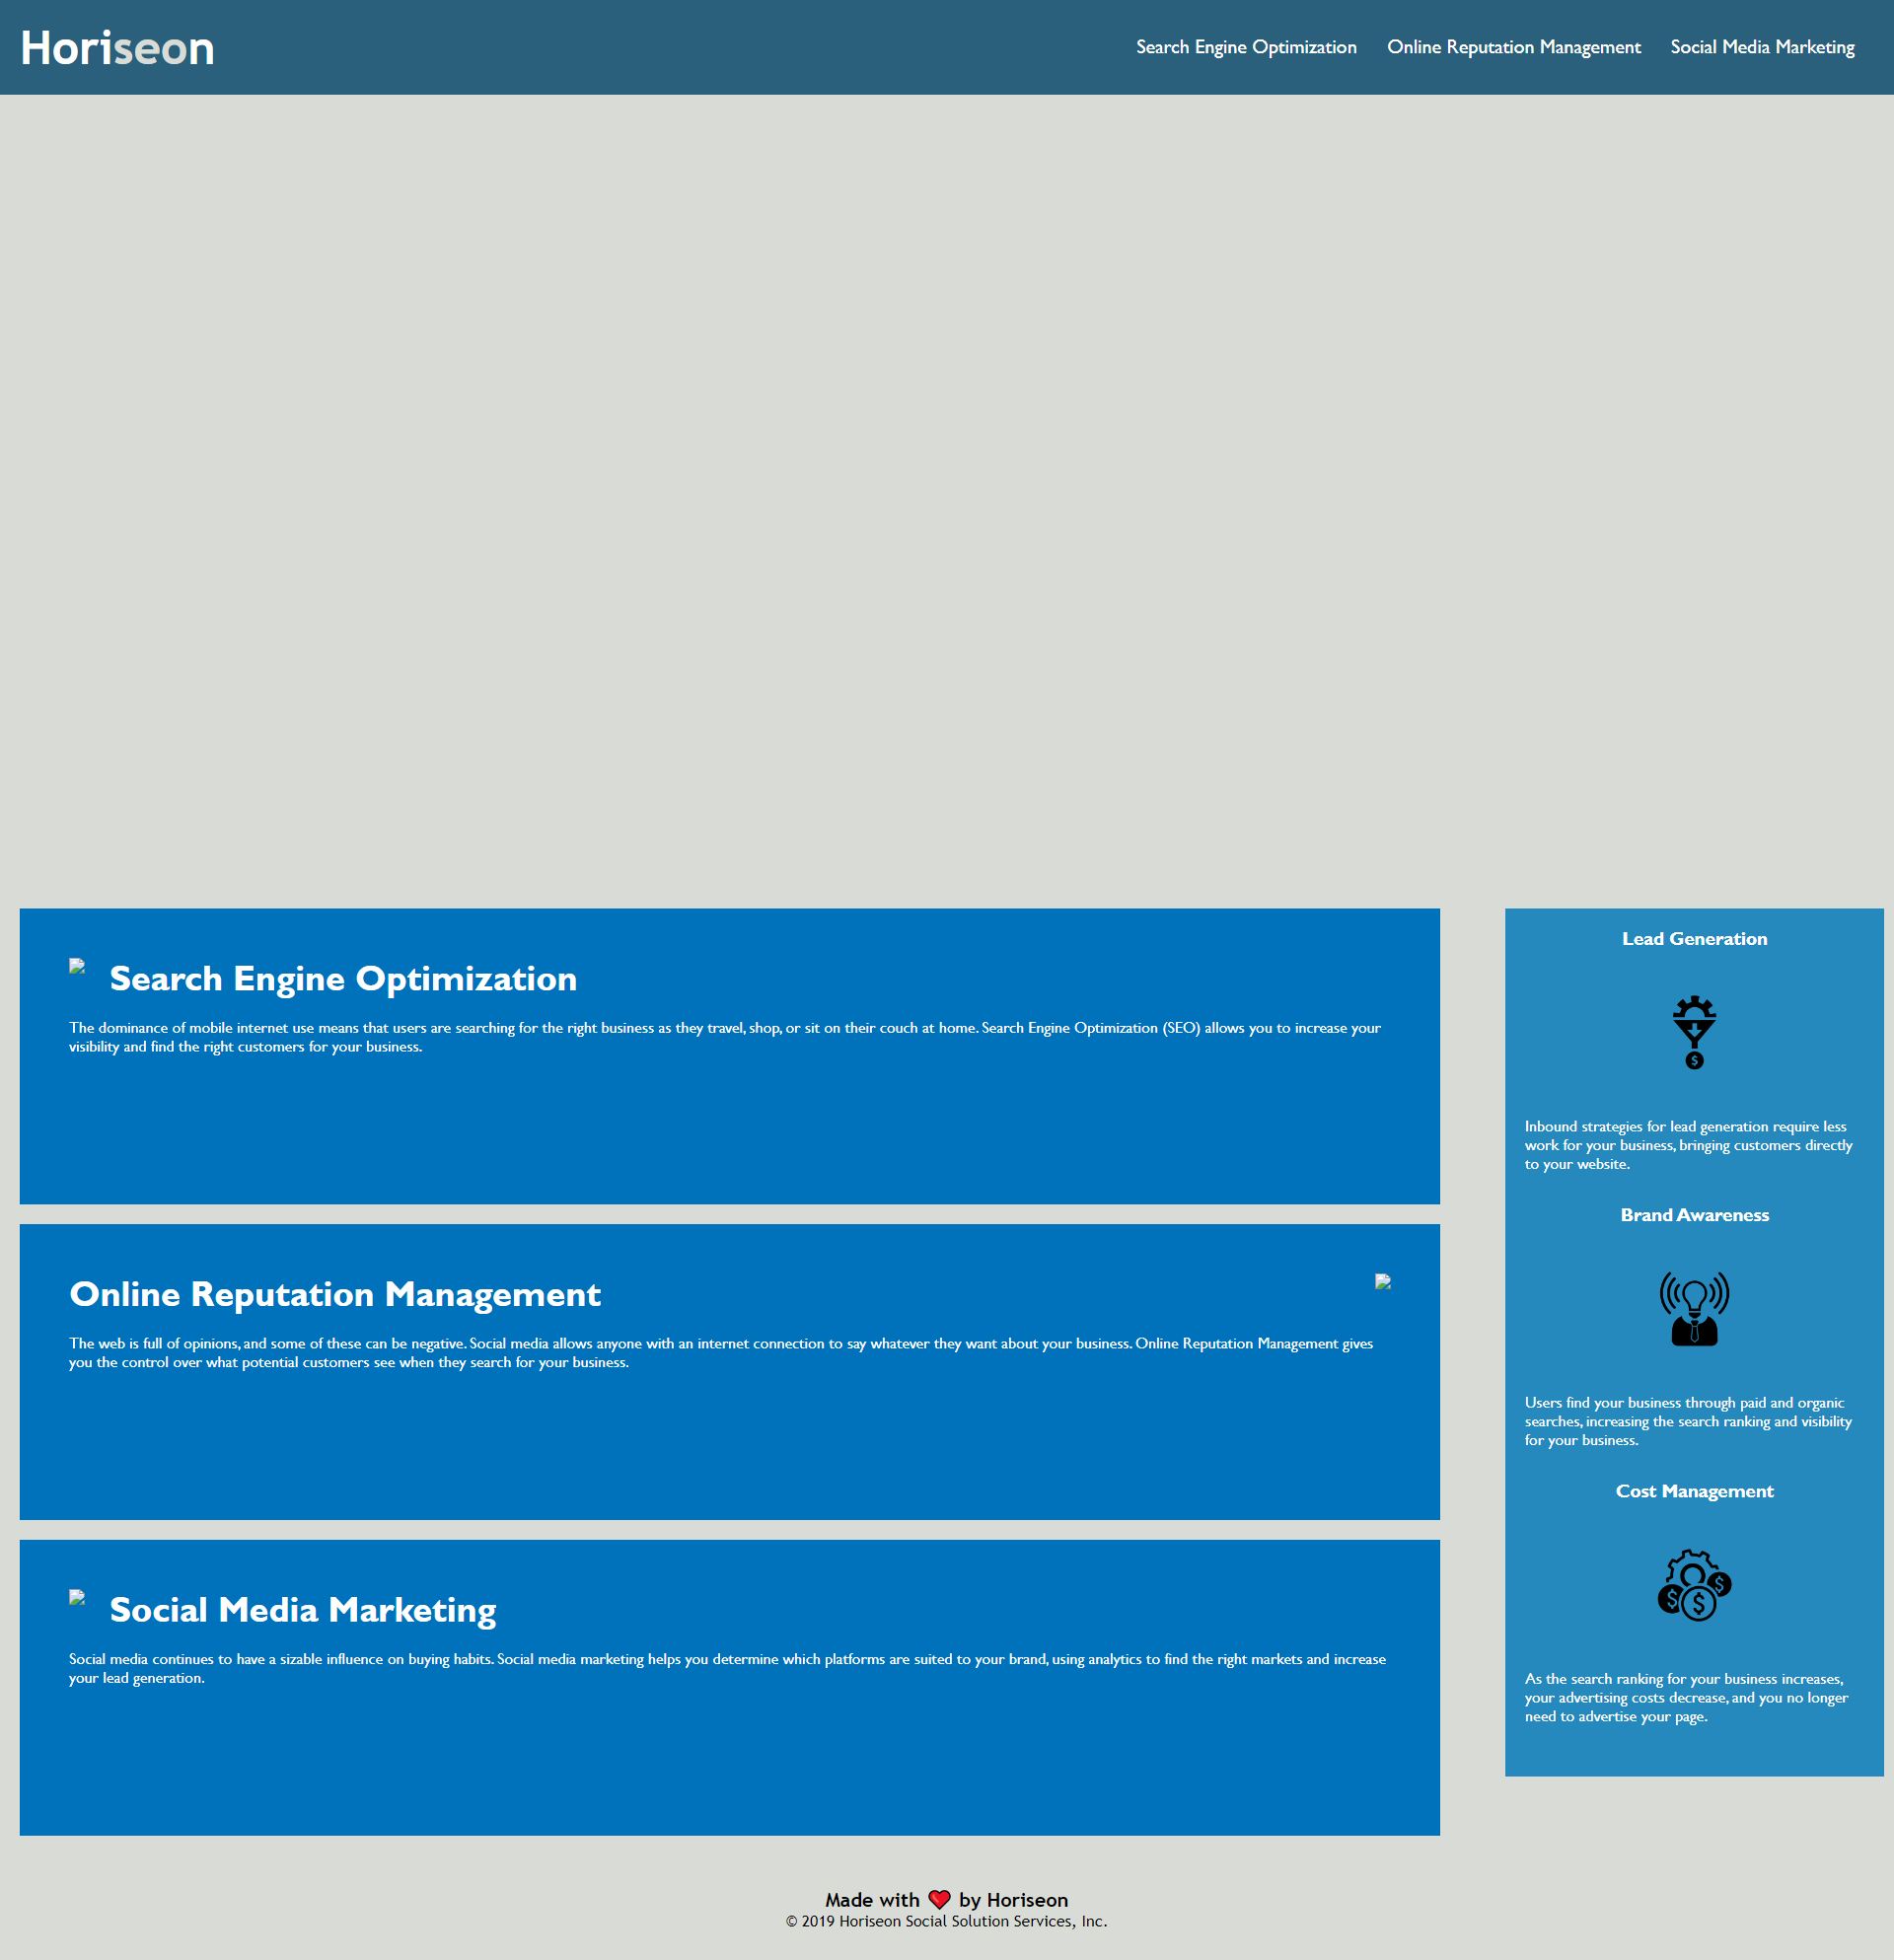 Horiseon
Search Engine Optimization
Online Reputation Management
Social Media Marketing
Search Engine Optimization
The dominance of mobile internet use means that users are searching for the right business as they travel, shop, or sit on their couch at home. Search Engine Optimization (SEO) allows you to increase your
visibility and find the right customers for your business.
Online Reputation Management
The web is full of opinions, and some of these can be negative. Social media allows anyone with an internet connection to say whatever they want about your business. Online Reputation Management gives
you the control over what potential customers see when they search for your business.
Social Media Marketing
Social media continues to have a sizable influence on buying habits. Social media marketing helps you determine which platforms are suited to your brand, using analytics to find the right markets and increase
your lead generation.
Lead Generation
$
Inbound strategies for lead generation require less
work for your business, bringing customers directly
to your website.
Brand Awareness
Users find your business through paid and organic
searches, increasing the search ranking and visibility
for your business.
Cost Management
$ $ $
As the search ranking for your business increases,
your advertising costs decrease, and you no longer
need to advertise your page.
Made with ❤️ by Horiseon
© 2019 Horiseon Social Solution Services, Inc.